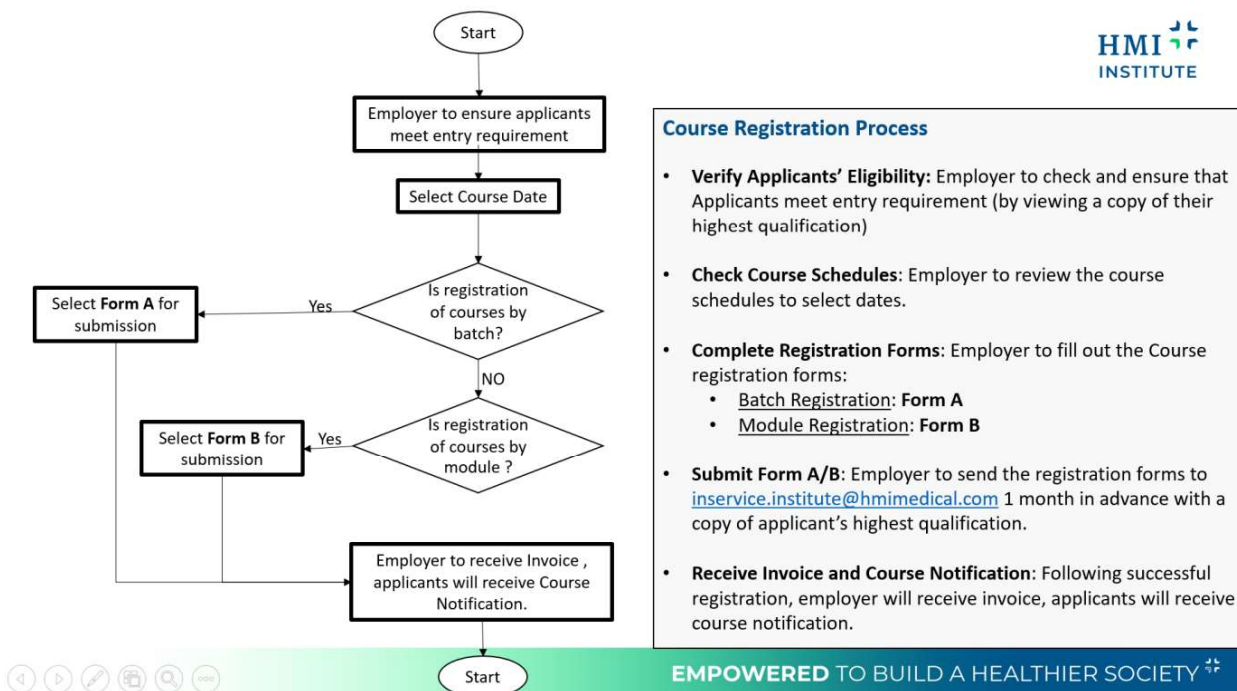 Start
Employer to ensure applicants
meet entry requirement
Select Course Date
Is registration
of courses by
batch?
Yes
Select Form A for
submission
NO
Is registration
of courses by
module ?
Yes
Select Form B for
submission
Employer to receive Invoice ,
applicants will receive Course
Notification.
Start
HMI
INSTITUTE
Course Registration Process
• Verify Applicants’ Eligibility: Employer to check and ensure that
Applicants meet entry requirement (by viewing a copy of their
highest qualification)
• Check Course Schedules: Employer to review the course
schedules to select dates.
• Complete Registration Forms: Employer to fill out the Course
registration forms:
• Batch Registration: Form A
• Module Registration: Form B
• Submit Form A/B: Employer to send the registration forms to
inservice.institute@hmimedical.com 1 month in advance with a
copy of applicant’s highest qualification.
• Receive Invoice and Course Notification: Following successful
registration, employer will receive invoice, applicants will receive
course notification.
EMPOWERED TO BUILD A HEALTHIER SOCIETY